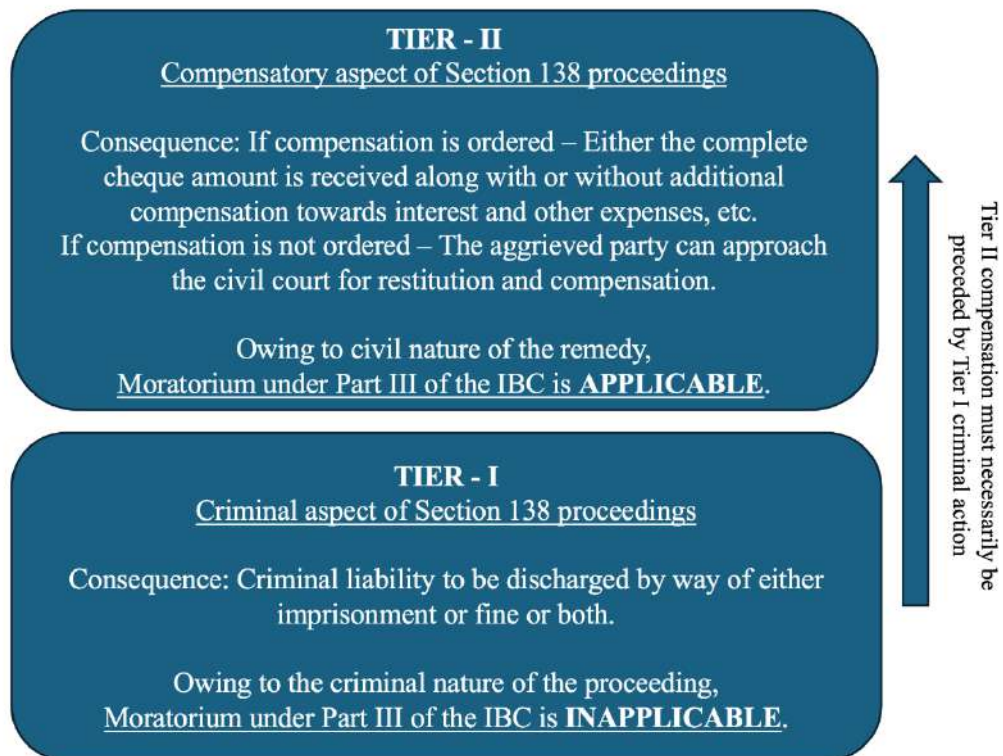 TIER - II
Compensatory aspect of Section 138 proceedings
Consequence: If compensation is ordered – Either the complete
cheque amount is received along with or without additional
compensation towards interest and other expenses, etc.
If compensation is not ordered – The aggrieved party can approach
the civil court for restitution and compensation.
Owing to civil nature of the remedy,
Moratorium under Part III of the IBC is APPLICABLE.
TIER - I
Criminal aspect of Section 138 proceedings
Consequence: Criminal liability to be discharged by way of either
imprisonment or fine or both.
Owing to the criminal nature of the proceeding,
Moratorium under Part III of the IBC is INAPPLICABLE.
Tier II compensation must necessarily be
preceded by Tier I criminal action